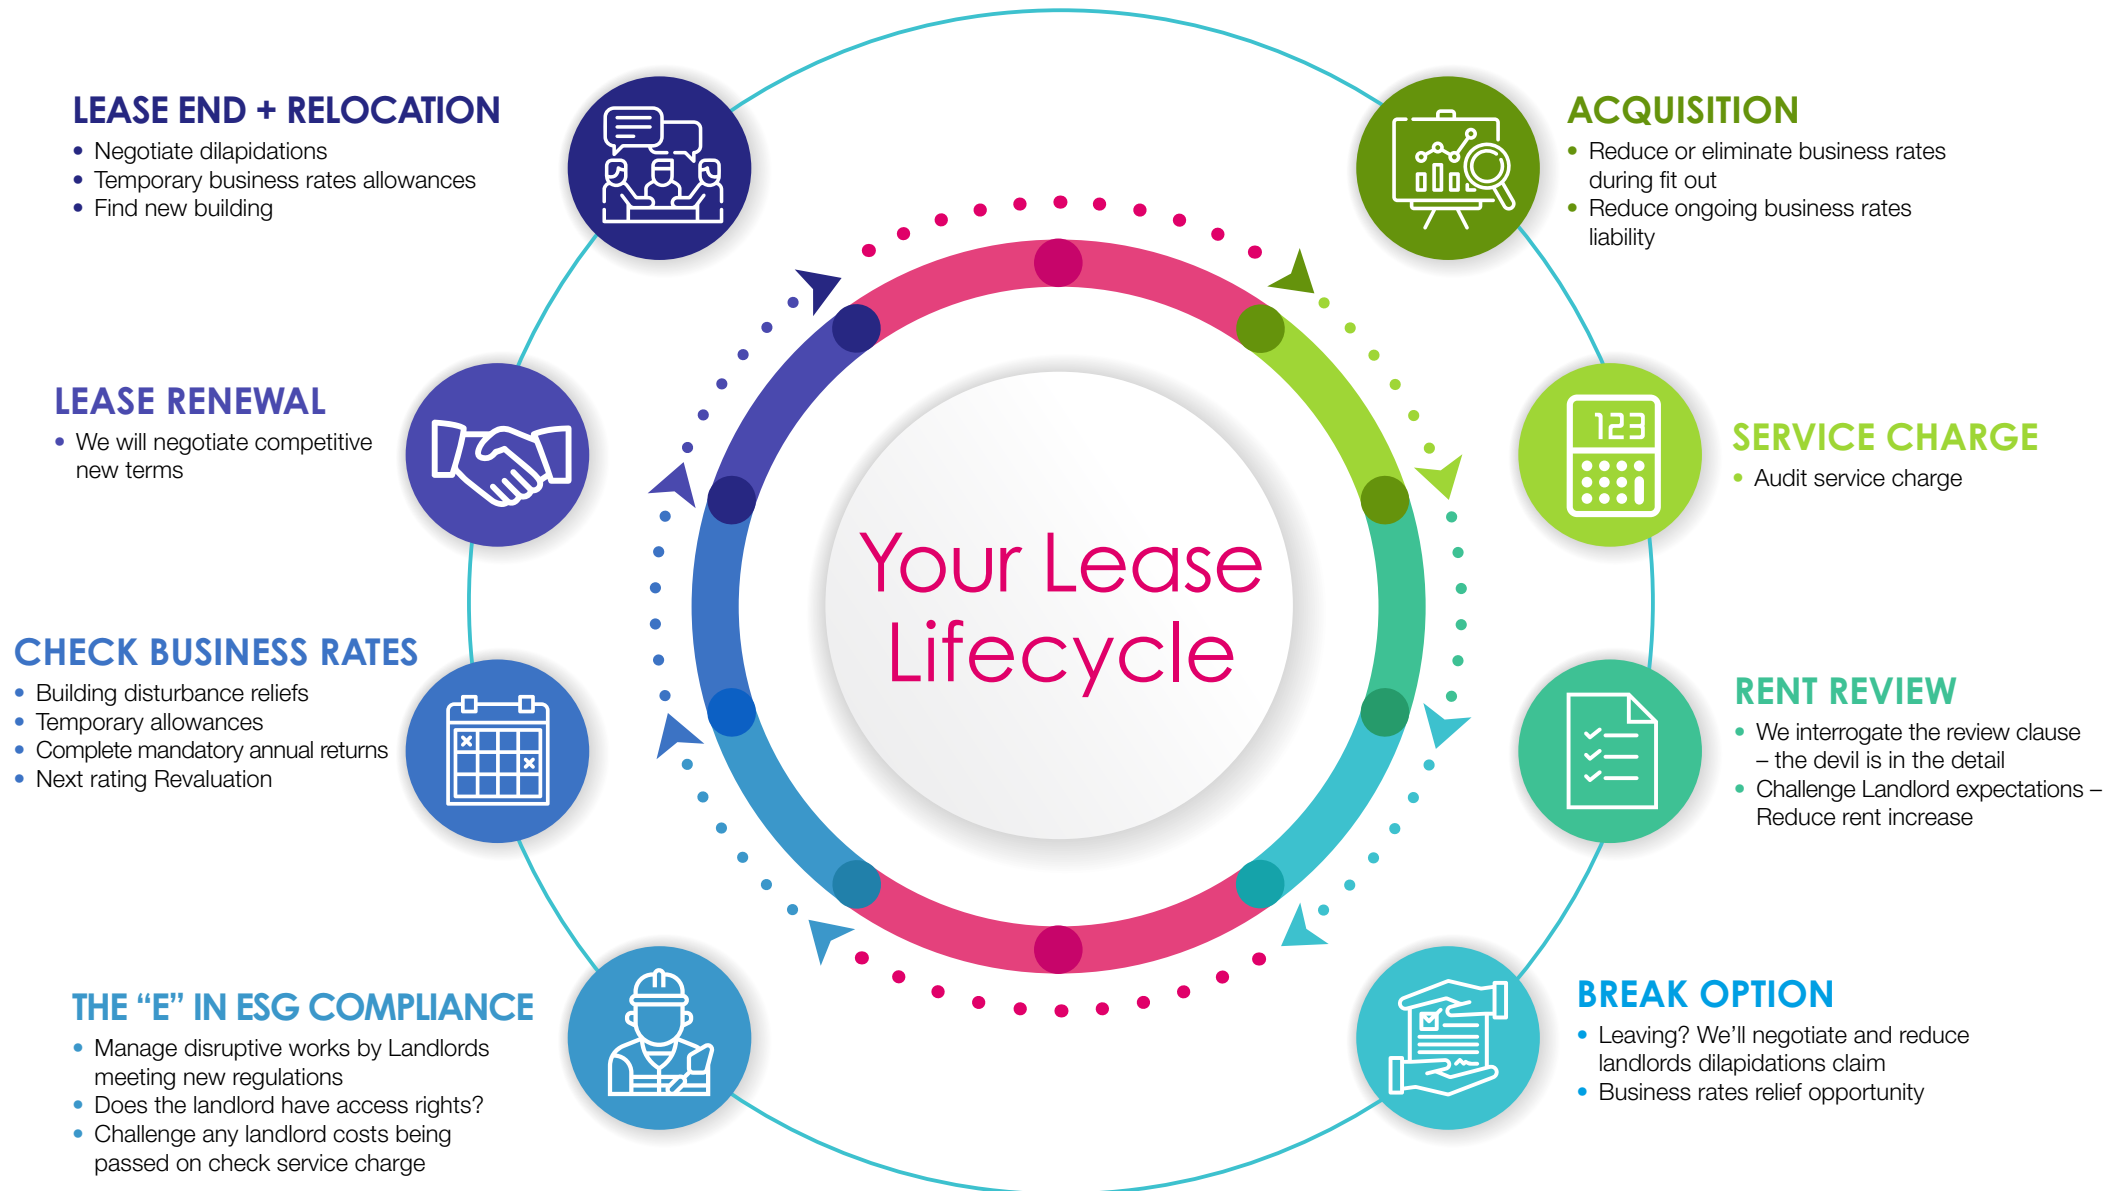 LEASE END + RELOCATION
• Negotiate dilapidations
• Temporary business rates allowances
• Find new building
ACQUISITION
• Reduce or eliminate business rates
during fit out
• Reduce ongoing business rates
liability
LEASE RENEWAL
• We will negotiate competitive
new terms
123
SERVICE CHARGE
• Audit service charge
Your Lease
Lifecycle
CHECK BUSINESS RATES
• Building disturbance reliefs
• Temporary allowances
• Complete mandatory annual returns
• Next rating Revaluation
RENT REVIEW
• We interrogate the review clause
– the devil is in the detail
• Challenge Landlord expectations –
Reduce rent increase
THE “E” IN ESG COMPLIANCE
• Manage disruptive works by Landlords
meeting new regulations
• Does the landlord have access rights?
• Challenge any landlord costs being
passed on check service charge
BREAK OPTION
• Leaving? We’ll negotiate and reduce
landlords dilapidations claim
• Business rates relief opportunity